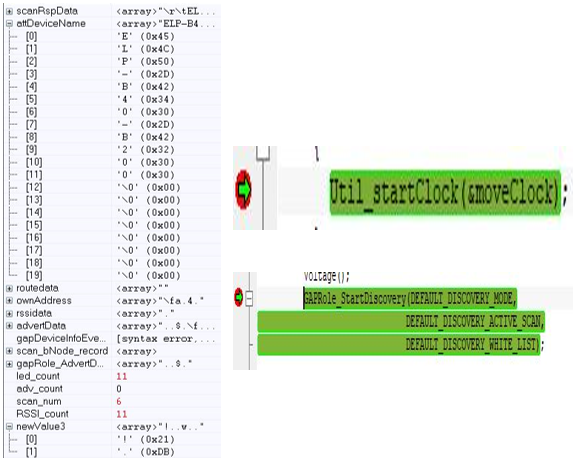 scanRspData <array>"\r\tEL...
attDeviceName <array>"ELP-B4...
[0] 'E' (0x45)
[1] 'L' (0x4C)
[2] 'P' (0x50)
[3] '-' (0x2D)
[4] 'B' (0x42)
[5] '4' (0x34)
[6] '0' (0x30)
[7] '-' (0x2D)
[8] 'B' (0x42)
[9] '2' (0x32)
[10] '0' (0x30)
[11] '0' (0x30)
[12] '\0' (0x00)
[13] '\0' (0x00)
[14] '\0' (0x00)
[15] '\0' (0x00)
[16] '\0' (0x00)
[17] '\0' (0x00)
[18] '\0' (0x00)
[19] '\0' (0x00)
routedata <array>""
ownAddress <array>"\fa.4."
rssidata <array>"."
advertData <array>"..$.\f...
gapDeviceInfoEve... [syntax error,...
scan_bNode_record <array>
gapRole_AdvertD... <array>"..$."
led_count 11
adv_count 0
scan_num 6
RSSI_count 11
newValue3 <array>"!..w.."
[0] '!' (0x21)
[1] '.' (0xDB)
{
Util_startClock(&moveClock);
voltage();
GAPRole_StartDiscovery(DEFAULT_DISCOVERY_MODE,
DEFAULT_DISCOVERY_ACTIVE_SCAN,
DEFAULT_DISCOVERY_WHITE_LIST);